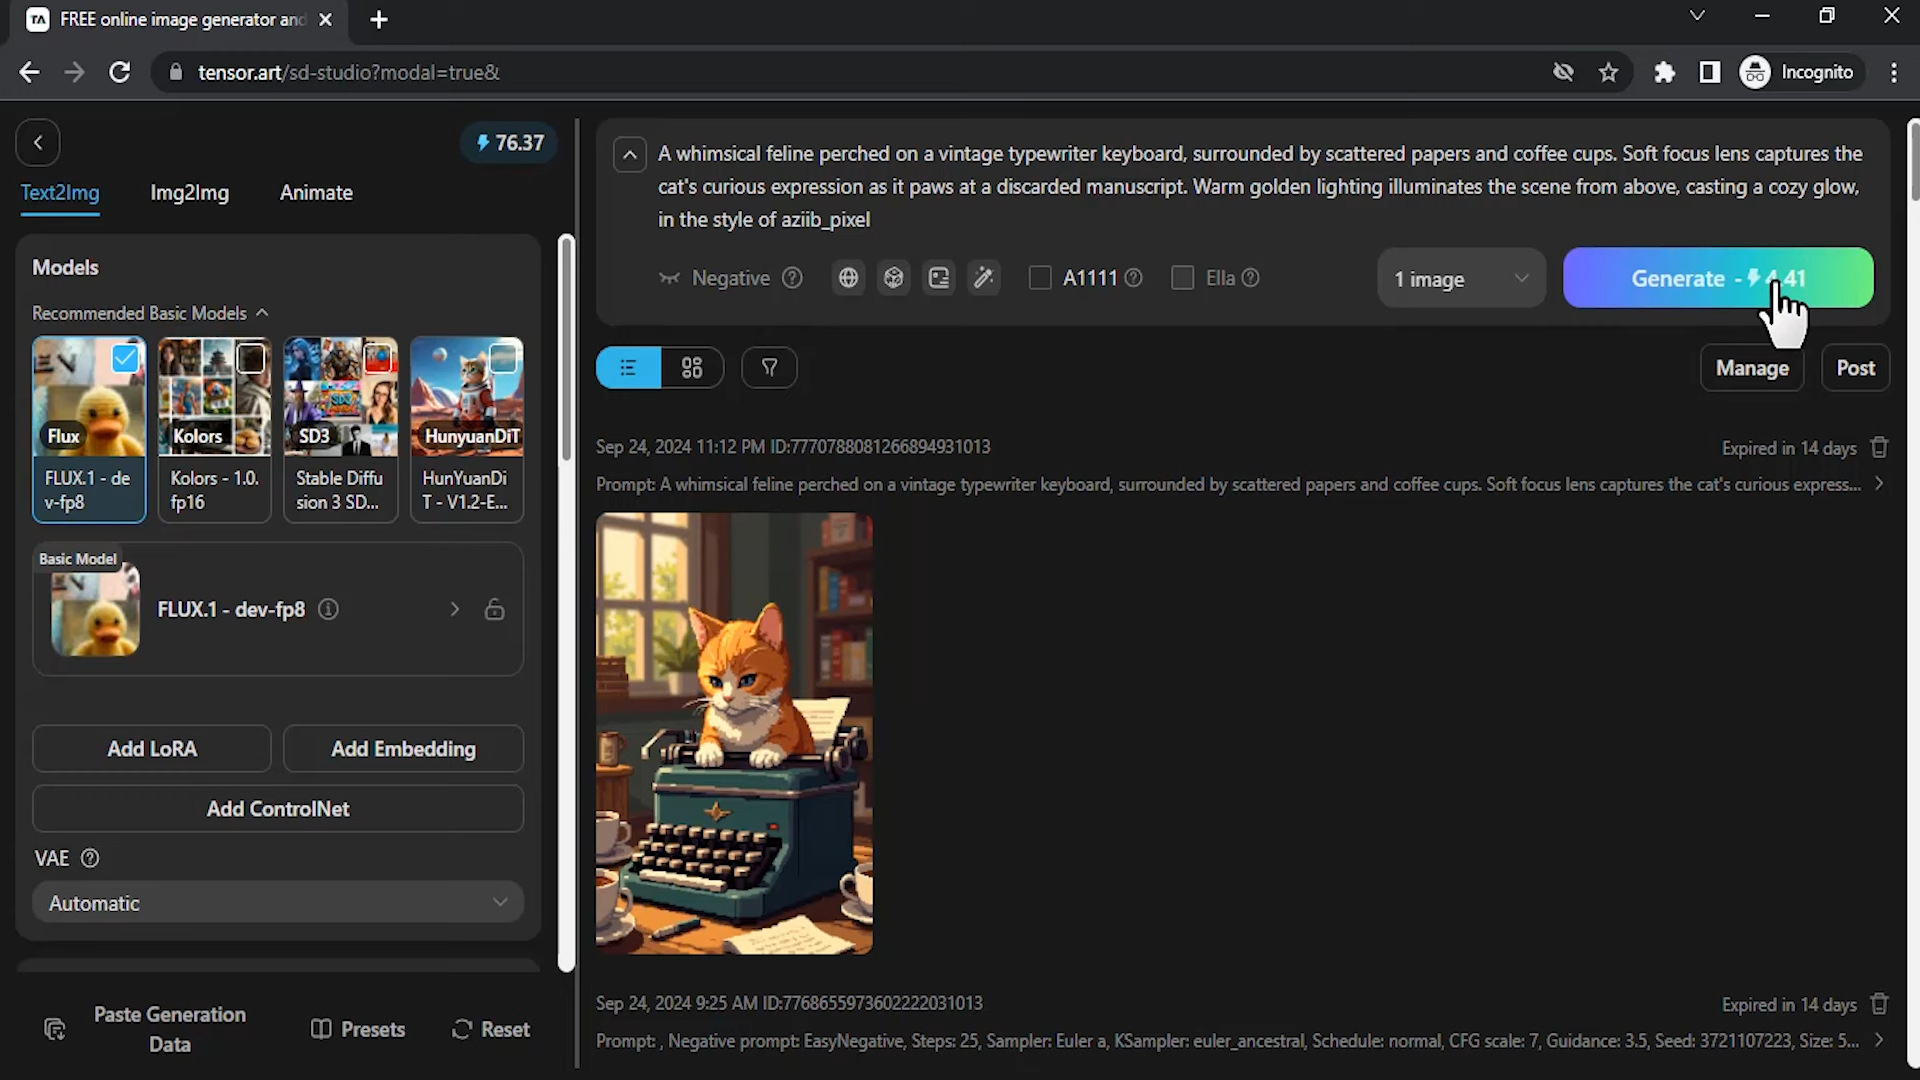 TA FREE online image generator and
tensor.art/sd-studio?modal=true&
Incognito
76.37
Text2Img
Img2Img
Animate
Models
Recommended Basic Models
Flux
Kolors
SD3
HunyuanDiT
FLUX.1 - de
v-fp8
Kolors - 1.0.
fp16
Stable Diffu
sion 3 SD...
HunYuanDi
T - V1.2-E...
Basic Model
FLUX.1 - dev-fp8
Add LoRA
Add Embedding
Add ControlNet
VAE
Automatic
Paste Generation
Data
Presets
Reset
A whimsical feline perched on a vintage typewriter keyboard, surrounded by scattered papers and coffee cups. Soft focus lens captures the
cat's curious expression as it paws at a discarded manuscript. Warm golden lighting illuminates the scene from above, casting a cozy glow,
in the style of aziib_pixel
Negative
A1111
Ella
1 image
Generate - 4.41
Manage
Post
Sep 24, 2024 11:12 PM ID:777078808126689493​1013
Expired in 14 days
Prompt: A whimsical feline perched on a vintage typewriter keyboard, surrounded by scattered papers and coffee cups. Soft focus lens captures the cat's curious express...
Sep 24, 2024 9:25 AM ID:776865597360222​2031013
Expired in 14 days
Prompt: , Negative prompt: EasyNegative, Steps: 25, Sampler: Euler a, KSampler: euler_ancestral, Schedule: normal, CFG scale: 7, Guidance: 3.5, Seed: 3721107223, Size: 5...